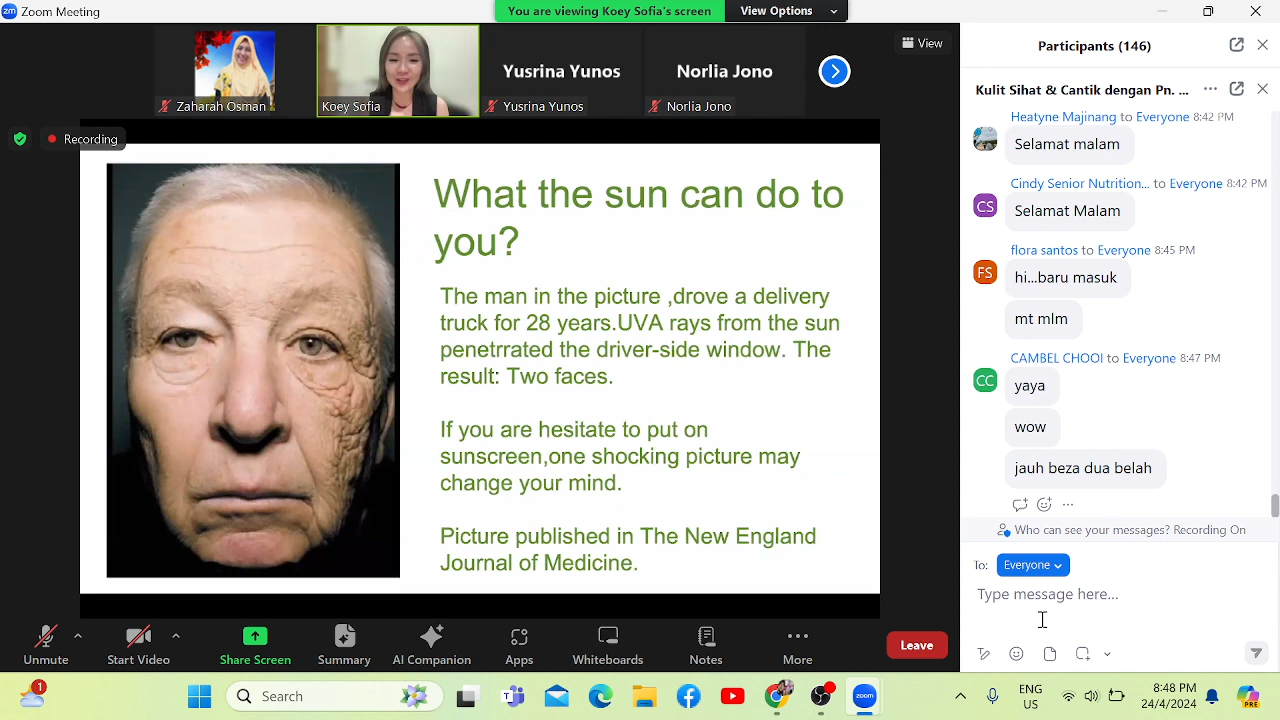 Zoom
You are viewing Koey Sofia's screen
View Options
View
Zaharah Osman
Koey Sofia
Yusrina Yunos
Yusrina Yunos
Norlia Jono
Norlia Jono
Recording
What the sun can do to
you?
The man in the picture ,drove a delivery
truck for 28 years.UVA rays from the sun
penetrrated the driver-side window. The
result: Two faces.
If you are hesitate to put on
sunscreen,one shocking picture may
change your mind.
Picture published in The New England
Journal of Medicine.
Participants (146)
Kulit Sihat & Cantik dengan Pn. ...
Heatyne Majinang to Everyone 8:42 PM
Selamat malam
Cindy Senior Nutrition... to Everyone 8:42 PM
CS
Selamat Malam
flora santos to Everyone 8:45 PM
FS
hi...bari masuk
mt mlm
CAMBEL CHOOI to Everyone 8:47 PM
CC
yaya
wow
jauh beza dua belah
Who can see your messages? Recording On
To: Everyone
Type message here...
Unmute
Start Video
Share Screen
Summary
AI Companion
Apps
Whiteboards
Notes
More
Leave
1
Search
zoom
ENG
US
8:48 PM
24/4/2024
PRE